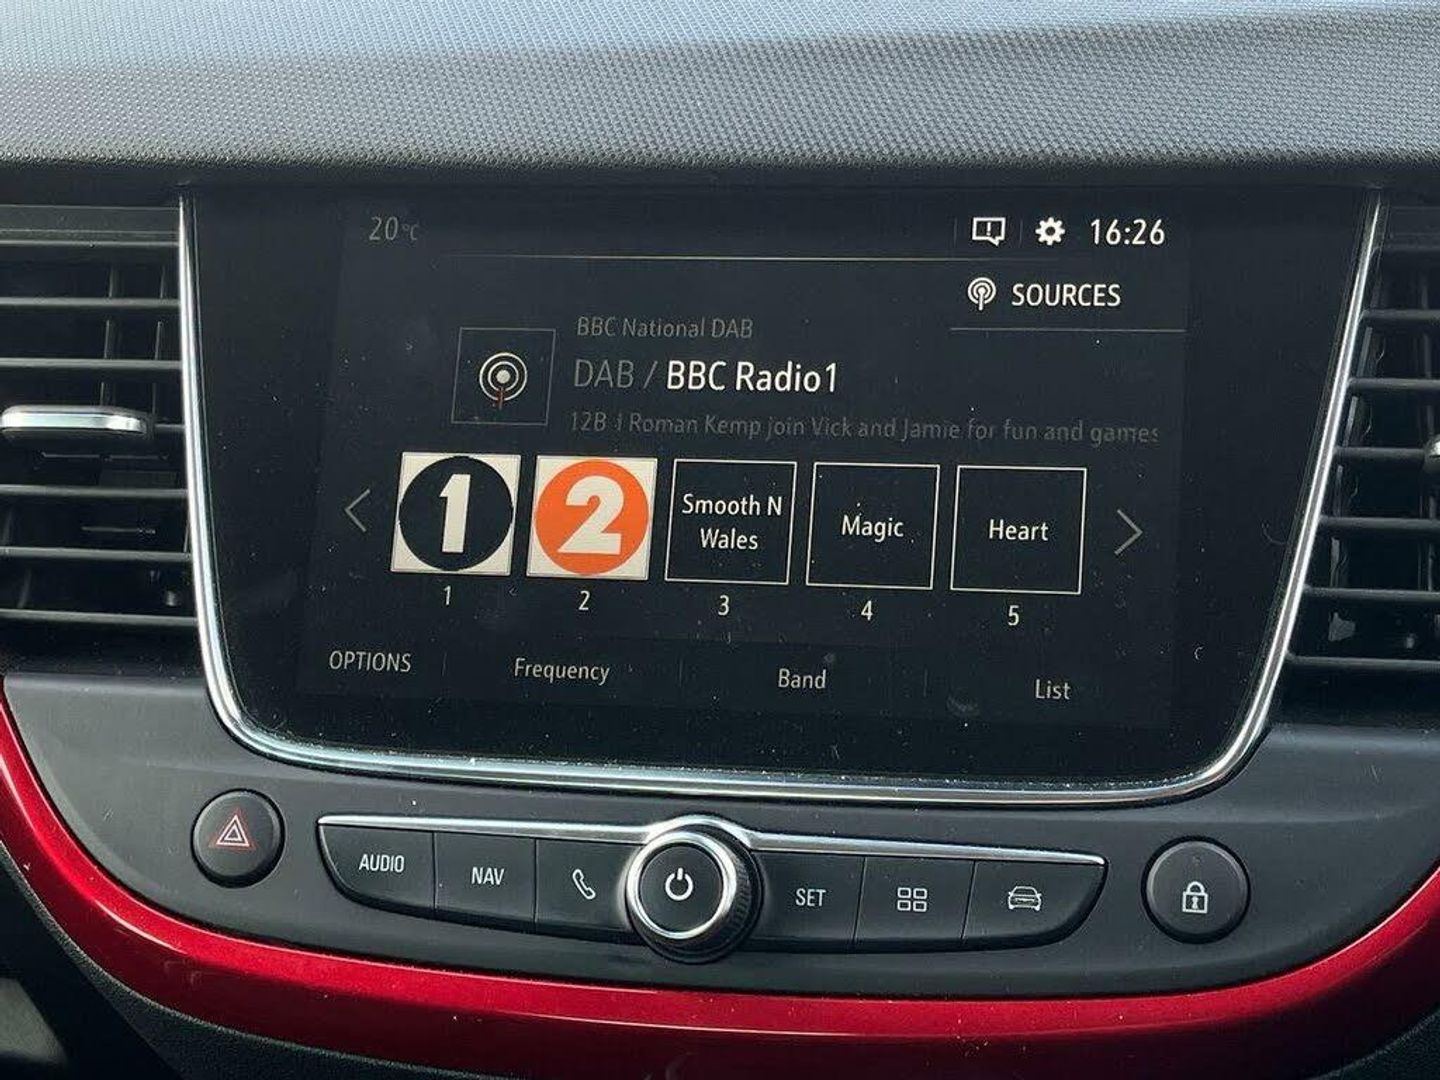 20°C
16:26
SOURCES
BBC National DAB
DAB / BBC Radio1
Roman Kemp join Vick and Jamie for fun and games
1
2
Smooth N
Wales
Magic
Heart
1
2
3
4
5
OPTIONS
Frequency
Band
List
AUDIO
NAV
SET